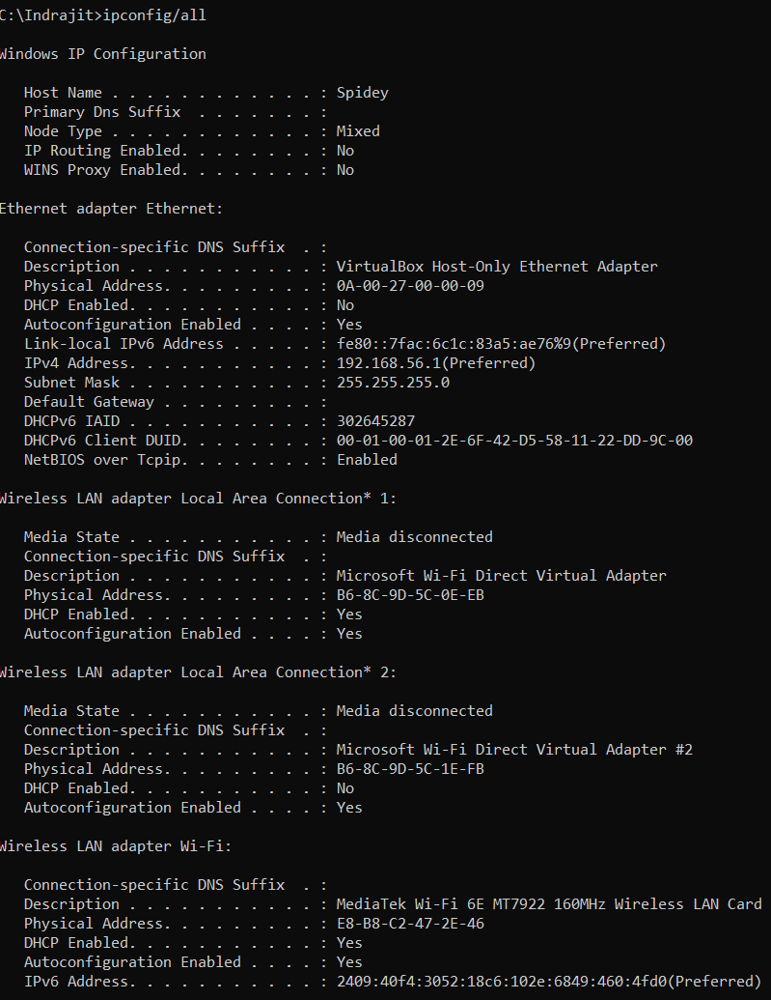 C:\Indrajit>ipconfig/all
Windows IP Configuration
Host Name . . . . . . . . . . . . : Spidey
Primary Dns Suffix  . . . . . . . :
Node Type . . . . . . . . . . . . : Mixed
IP Routing Enabled. . . . . . . . : No
WINS Proxy Enabled. . . . . . . . : No
Ethernet adapter Ethernet:
Connection-specific DNS Suffix  . :
Description . . . . . . . . . . . : VirtualBox Host-Only Ethernet Adapter
Physical Address. . . . . . . . . : 0A-00-27-00-00-09
DHCP Enabled. . . . . . . . . . . : No
Autoconfiguration Enabled . . . . : Yes
Link-local IPv6 Address . . . . . : fe80::7fac:6c1c:83a5:ae76%9(Preferred)
IPv4 Address. . . . . . . . . . . : 192.168.56.1(Preferred)
Subnet Mask . . . . . . . . . . . : 255.255.255.0
Default Gateway . . . . . . . . . :
DHCPv6 IAID . . . . . . . . . . . : 302645287
DHCPv6 Client DUID. . . . . . . . : 00-01-00-01-2E-6F-42-D5-58-11-22-DD-9C-00
NetBIOS over Tcpip. . . . . . . . : Enabled
Wireless LAN adapter Local Area Connection* 1:
Media State . . . . . . . . . . . : Media disconnected
Connection-specific DNS Suffix  . :
Description . . . . . . . . . . . : Microsoft Wi-Fi Direct Virtual Adapter
Physical Address. . . . . . . . . : B6-8C-9D-5C-0E-EB
DHCP Enabled. . . . . . . . . . . : Yes
Autoconfiguration Enabled . . . . : Yes
Wireless LAN adapter Local Area Connection* 2:
Media State . . . . . . . . . . . : Media disconnected
Connection-specific DNS Suffix  . :
Description . . . . . . . . . . . : Microsoft Wi-Fi Direct Virtual Adapter #2
Physical Address. . . . . . . . . : B6-8C-9D-5C-1E-FB
DHCP Enabled. . . . . . . . . . . : No
Autoconfiguration Enabled . . . . : Yes
Wireless LAN adapter Wi-Fi:
Connection-specific DNS Suffix  . :
Description . . . . . . . . . . . : MediaTek Wi-Fi 6E MT7922 160MHz Wireless LAN Card
Physical Address. . . . . . . . . : E8-B8-C2-47-2E-46
DHCP Enabled. . . . . . . . . . . : Yes
Autoconfiguration Enabled . . . . : Yes
IPv6 Address. . . . . . . . . . . : 2409:40f4:3052:18c6:102e:6849:460:4fd0(Preferred)